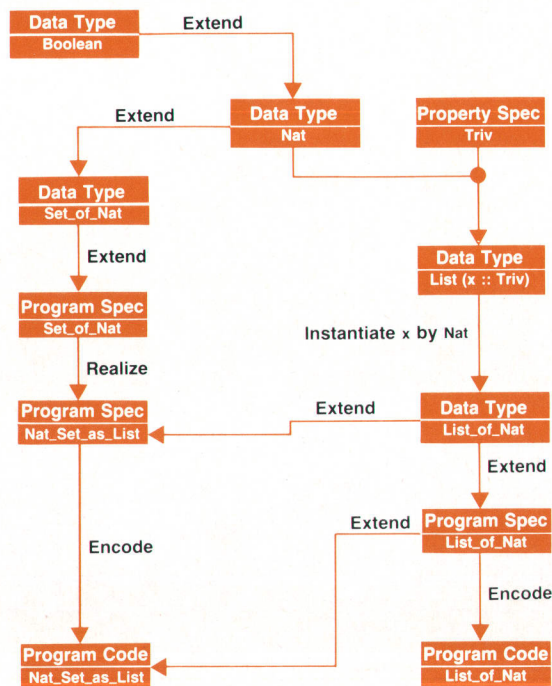 Data Type
Boolean
Extend
Data Type
Nat
Property Spec
Triv
Extend
Data Type
Set_of_Nat
Extend
Data Type
List (x :: Triv)
Program Spec
Set_of_Nat
Instantiate x by Nat
Realize
Program Spec
Nat_Set_as_List
Extend
Data Type
List_of_Nat
Extend
Extend
Program Spec
List_of_Nat
Encode
Encode
Program Code
Nat_Set_as_List
Program Code
List_of_Nat